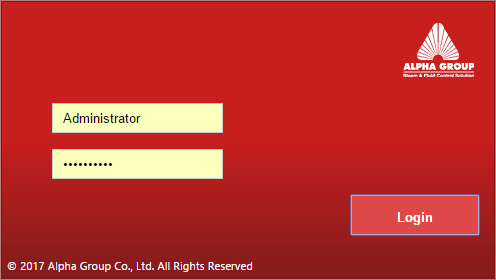 ALPHA GROUP
Steam & Fluid Control Solution
Administrator
••••••••••
Login
© 2017 Alpha Group Co., Ltd. All Rights Reserved